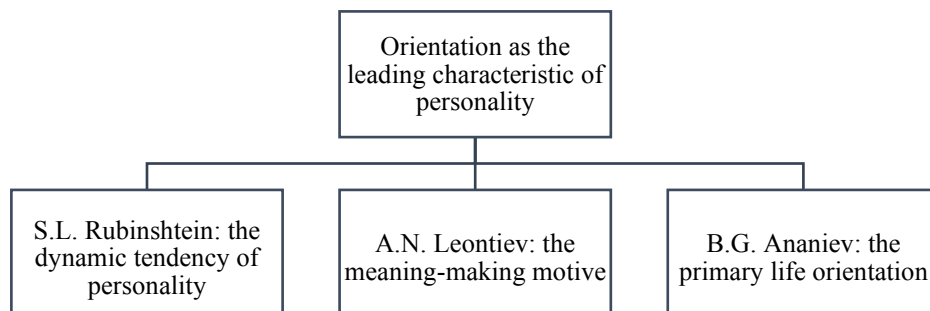 Orientation as the
leading characteristic of
personality
S.L. Rubinshtein: the
dynamic tendency of
personality
A.N. Leontiev: the
meaning-making motive
B.G. Ananiev: the
primary life orientation